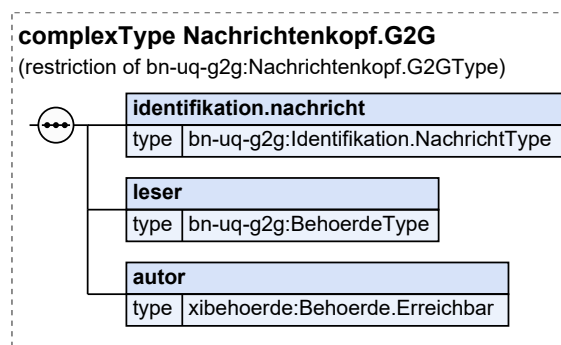 complexType Nachrichtenkopf.G2G
(restriction of bn-uq-g2g:Nachrichtenkopf.G2GType)
identifikation.nachricht
type bn-uq-g2g:Identifikation.NachrichtType
leser
type bn-uq-g2g:BehoerdeType
autor
type xibehoerde:Behoerde.Erreichbar